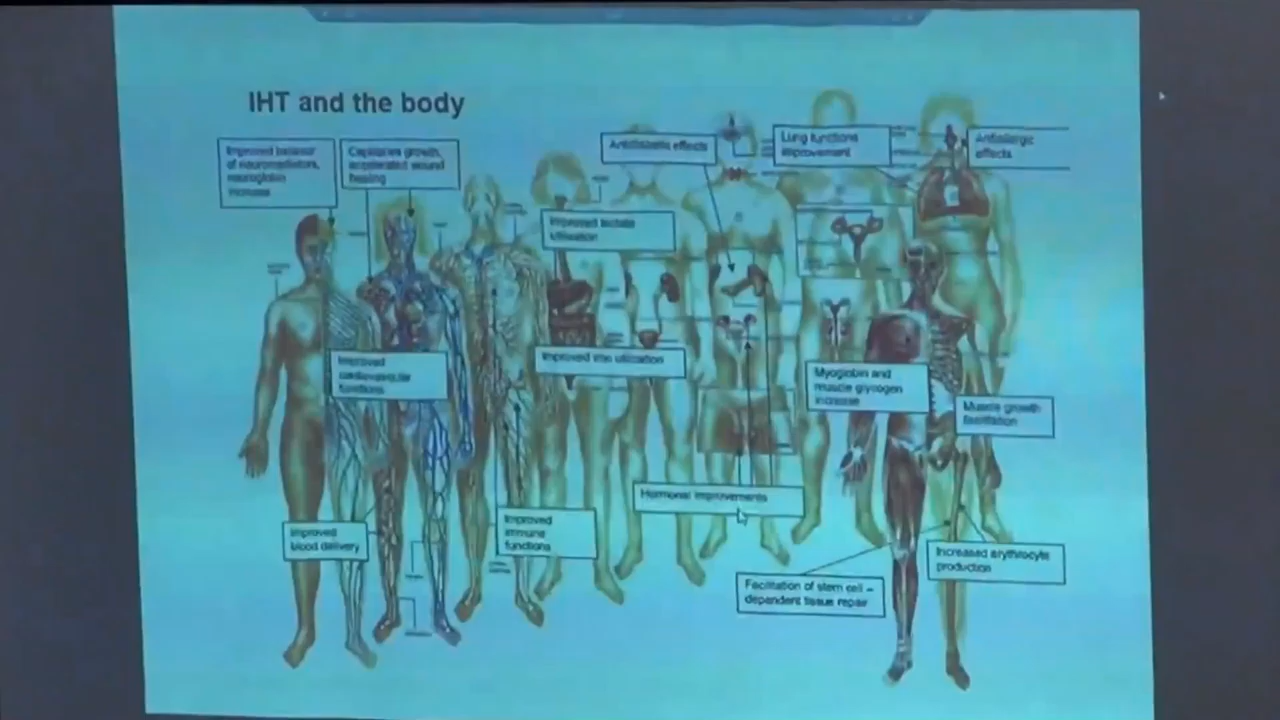 IHT and the body
Improved balance
of neuromediators,
neuroglobin
increase
Capillaries growth,
accelerated wound
healing
Antidiabetic effects
Lung functions
improvement
Antiallergic
effects
Improved lactate
utilisation
Improved
cardiovascular
functions
Improved iron utilization
Myoglobin and
muscle glycogen
increase
Muscle growth
facilitation
Hormonal improvements
Improved
blood delivery
Improved
immune
functions
Increased erythrocyte
production
Facilitation of stem cell –
dependent tissue repair